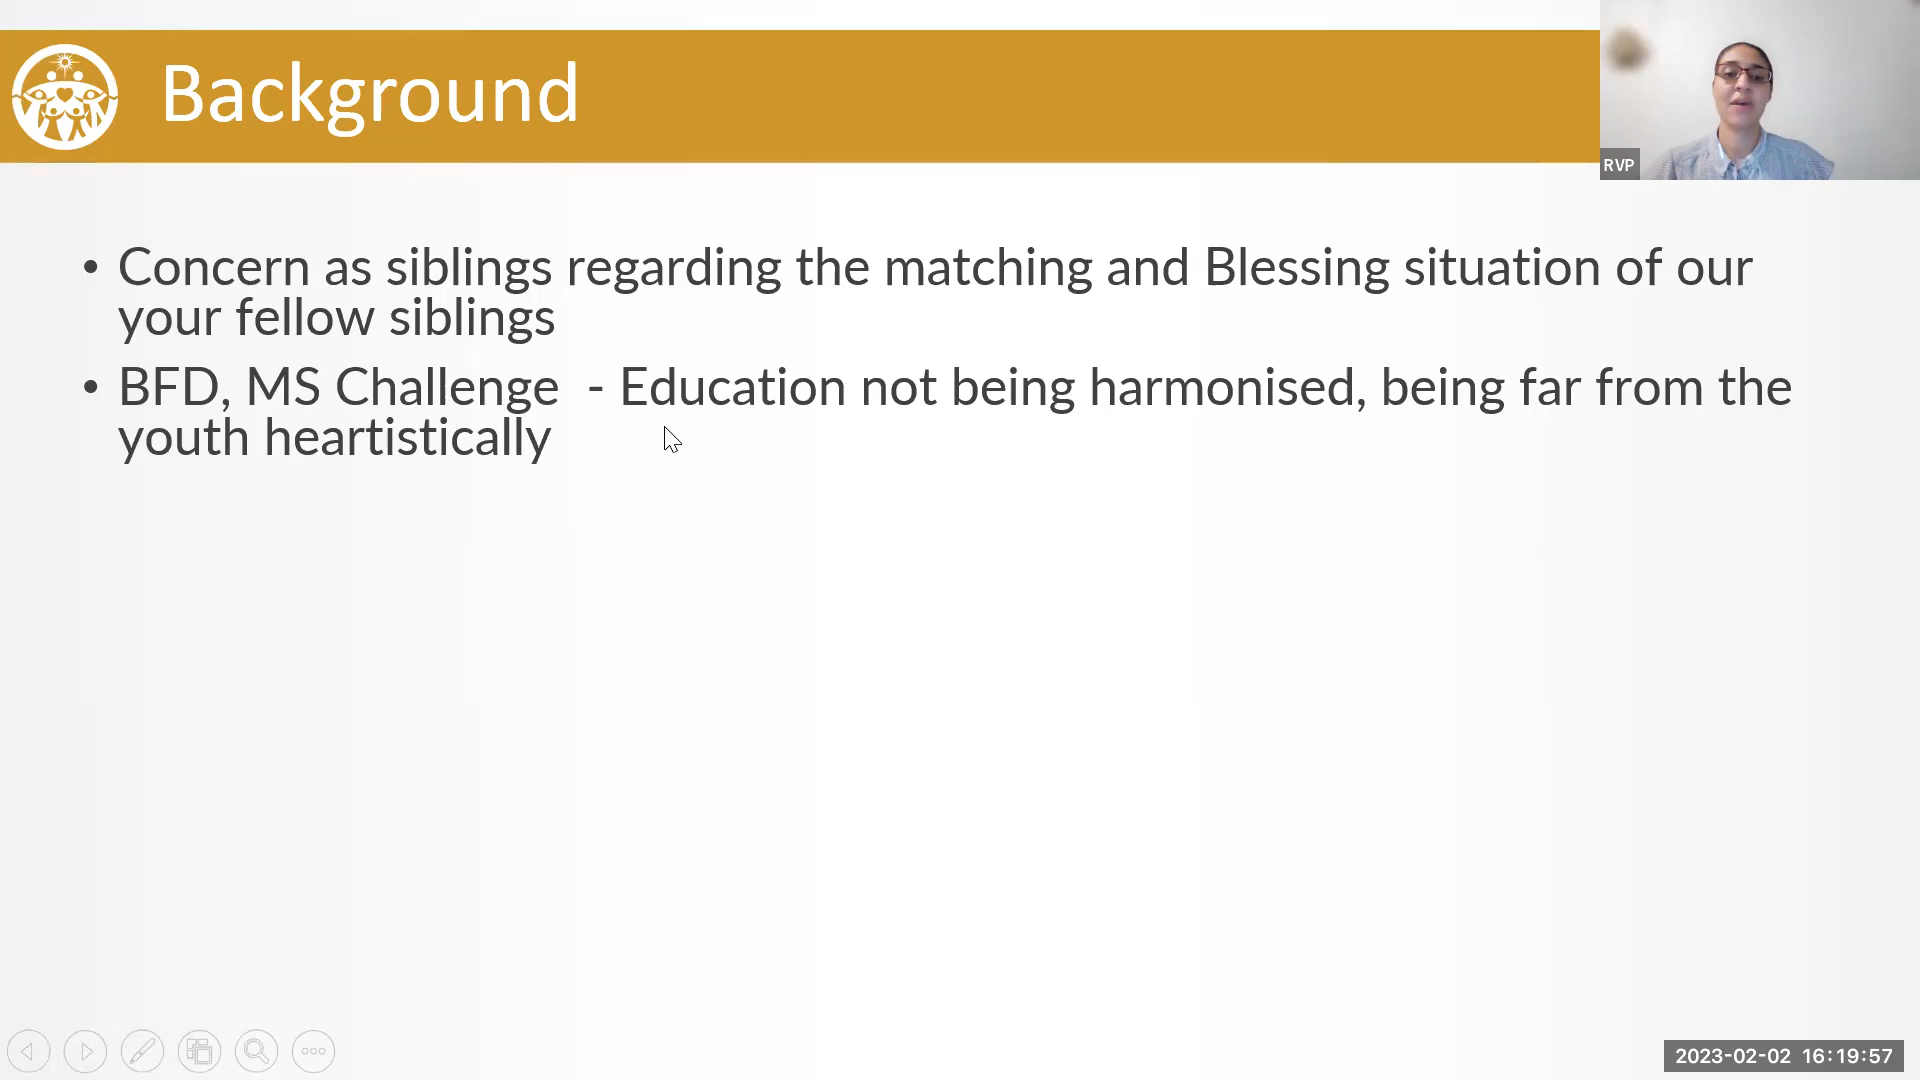 Background
RVP
• Concern as siblings regarding the matching and Blessing situation of our
your fellow siblings
• BFD, MS Challenge  - Education not being harmonised, being far from the
youth heartistically
2023-02-02 16:19:57